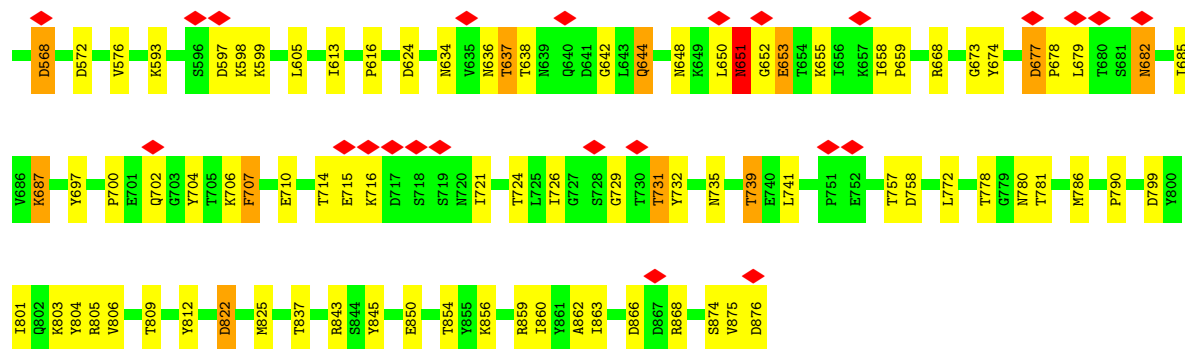 D568 D572 V576 K593 S596 D597 K598 K599 L605 I613 P616 D624 N634 V635 N636 T637 T638 N639 Q640 D641 G642 L643 Q644 N648 K649 L650 N651 G652 E653 T654 K655 I656 K657 I658 P659 R668 G673 Y674 D677 P678 L679 T680 S681 N682 I685
V686 K687 Y697 P700 E701 Q702 G703 Y704 T705 K706 F707 E710 T714 E715 K716 D717 S718 S719 N720 I721 T724 L725 I726 G727 S728 G729 T730 T731 Y732 N735 T739 E740 L741 P751 E752 T757 D758 L772 T778 G779 N780 T781 M786 P790 D799 Y800
I801 Q802 K803 Y804 R805 V806 T809 Y812 D822 M825 T837 R843 S844 Y845 E850 T854 Y855 K856 R859 I860 Y861 A862 I863 D866 D867 R868 S874 V875 D876